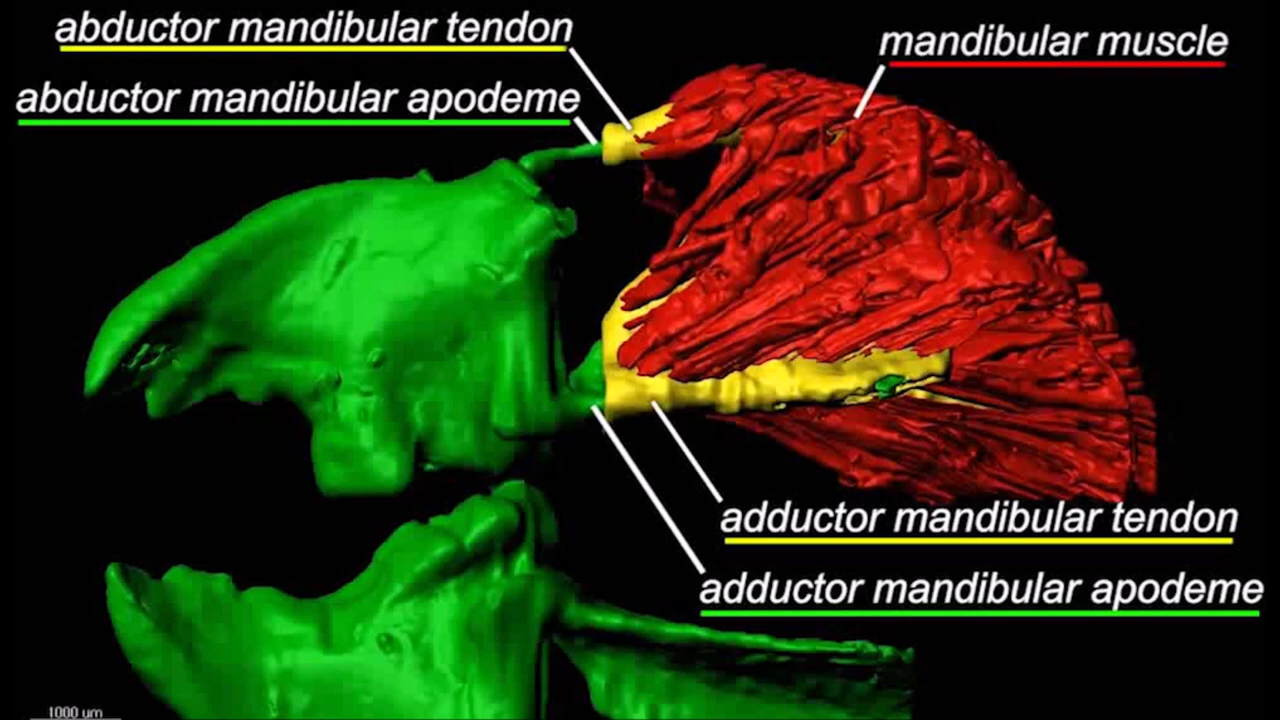 abductor mandibular tendon
mandibular muscle
abductor mandibular apodeme
adductor mandibular tendon
adductor mandibular apodeme
1000 um